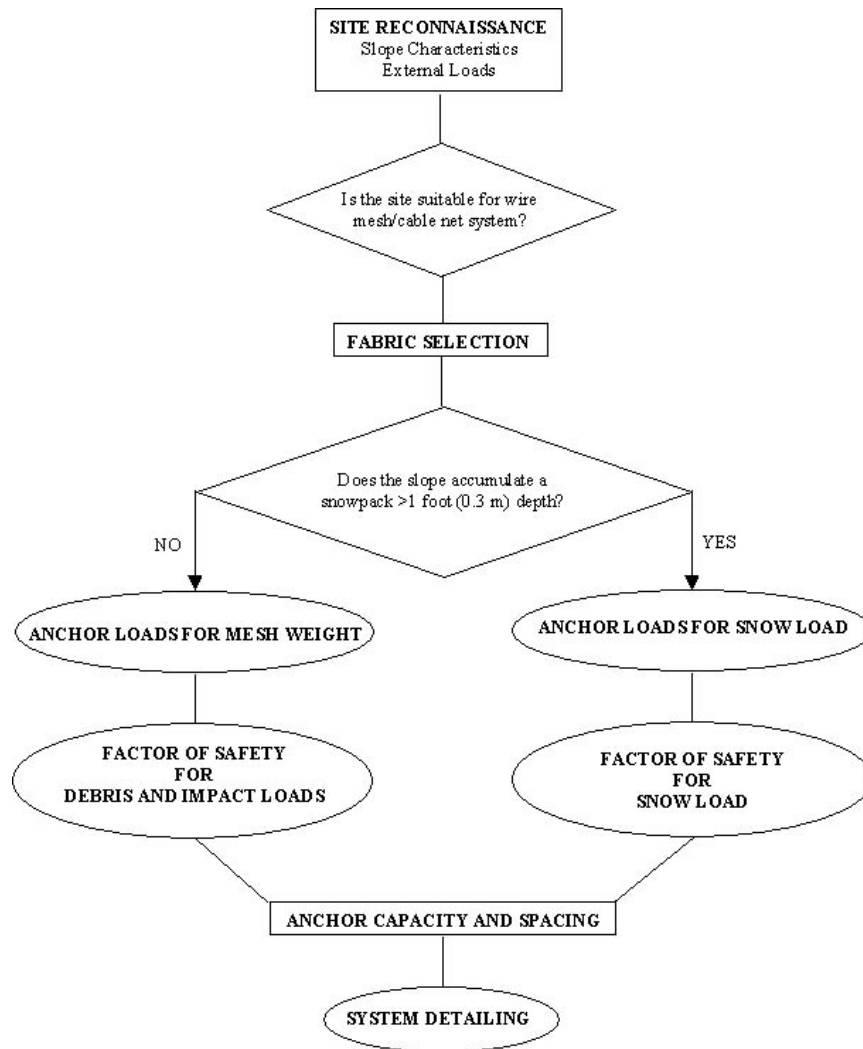 SITE RECONNAISSANCE
Slope Characteristics
External Loads
Is the site suitable for wire
mesh/cable net system?
FABRIC SELECTION
Does the slope accumulate a
snowpack >1 foot (0.3 m) depth?
NO
YES
ANCHOR LOADS FOR MESH WEIGHT
ANCHOR LOADS FOR SNOW LOAD
FACTOR OF SAFETY
FOR
DEBRIS AND IMPACT LOADS
FACTOR OF SAFETY
FOR
SNOW LOAD
ANCHOR CAPACITY AND SPACING
SYSTEM DETAILING